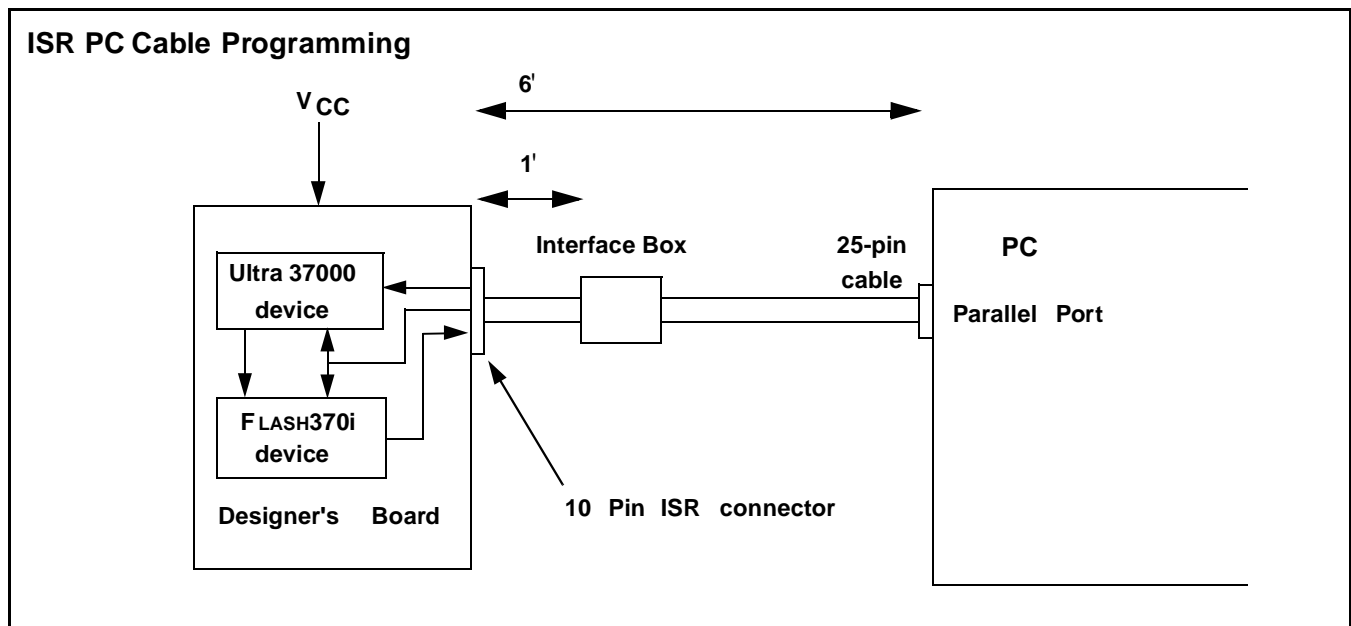 ISR PC Cable Programming
VCC
6'
1'
Interface Box
25-pin
cable
PC
Parallel Port
Ultra 37000
device
FLASH370i
device
Designer's Board
10 Pin ISR connector